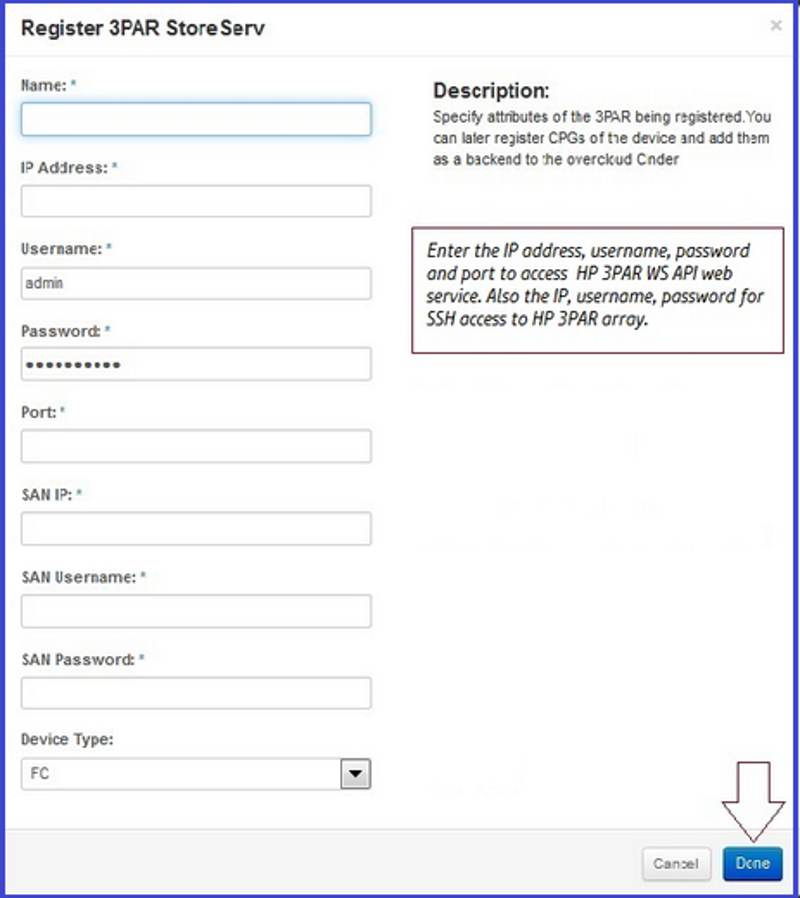 Register 3PAR StoreServ
×
Name: *
IP Address: *
Username: *
admin
Password: *
••••••••••
Port: *
SAN IP: *
SAN Username: *
SAN Password: *
Device Type:
FC
Description:
Specify attributes of the 3PAR being registered.You
can later register CPGs of the device and add them
as a backend to the overcloud Cnder
Enter the IP address, username, password
and port to access HP 3PAR WS API web
service. Also the IP, username, password for
SSH access to HP 3PAR array.
Cancel
Done